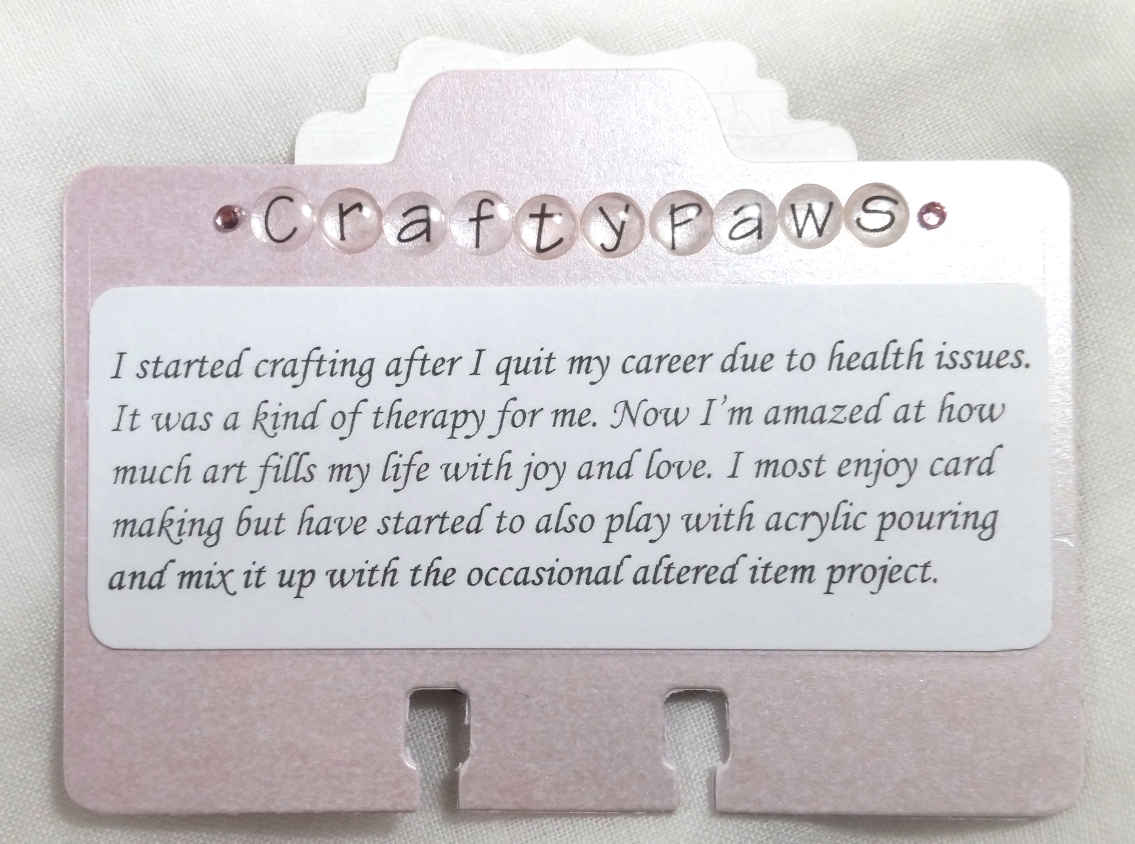 Craftypaws
I started crafting after I quit my career due to health issues.
It was a kind of therapy for me. Now I'm amazed at how
much art fills my life with joy and love. I most enjoy card
making but have started to also play with acrylic pouring
and mix it up with the occasional altered item project.